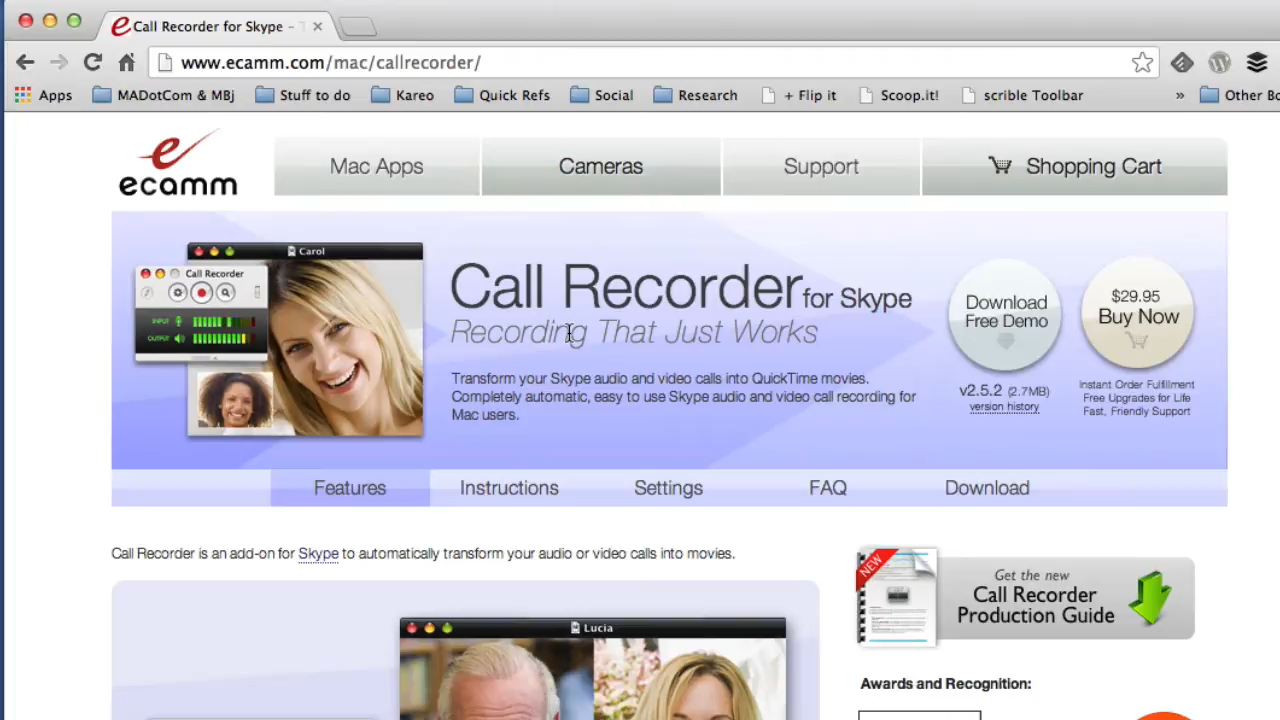 Call Recorder for Skype – T
www.ecamm.com/mac/callrecorder/
Apps MADotCom & MBJ Stuff to do Kareo Quick Refs Social Research + Flip it Scoop.it! scrible Toolbar » Other Bo
ecamm
Mac Apps Cameras Support Shopping Cart
Carol
Call Recorder
INPUT
OUTPUT
Call Recorder for Skype
Recording That Just Works
Transform your Skype audio and video calls into QuickTime movies.
Completely automatic, easy to use Skype audio and video call recording for
Mac users.
Download
Free Demo
v2.5.2 (2.7MB)
version history
$29.95
Buy Now
Instant Order Fulfillment
Free Upgrades for Life
Fast, Friendly Support
Features Instructions Settings FAQ Download
Call Recorder is an add-on for Skype to automatically transform your audio or video calls into movies.
Lucia
NEW
Get the new
Call Recorder
Production Guide
Awards and Recognition: